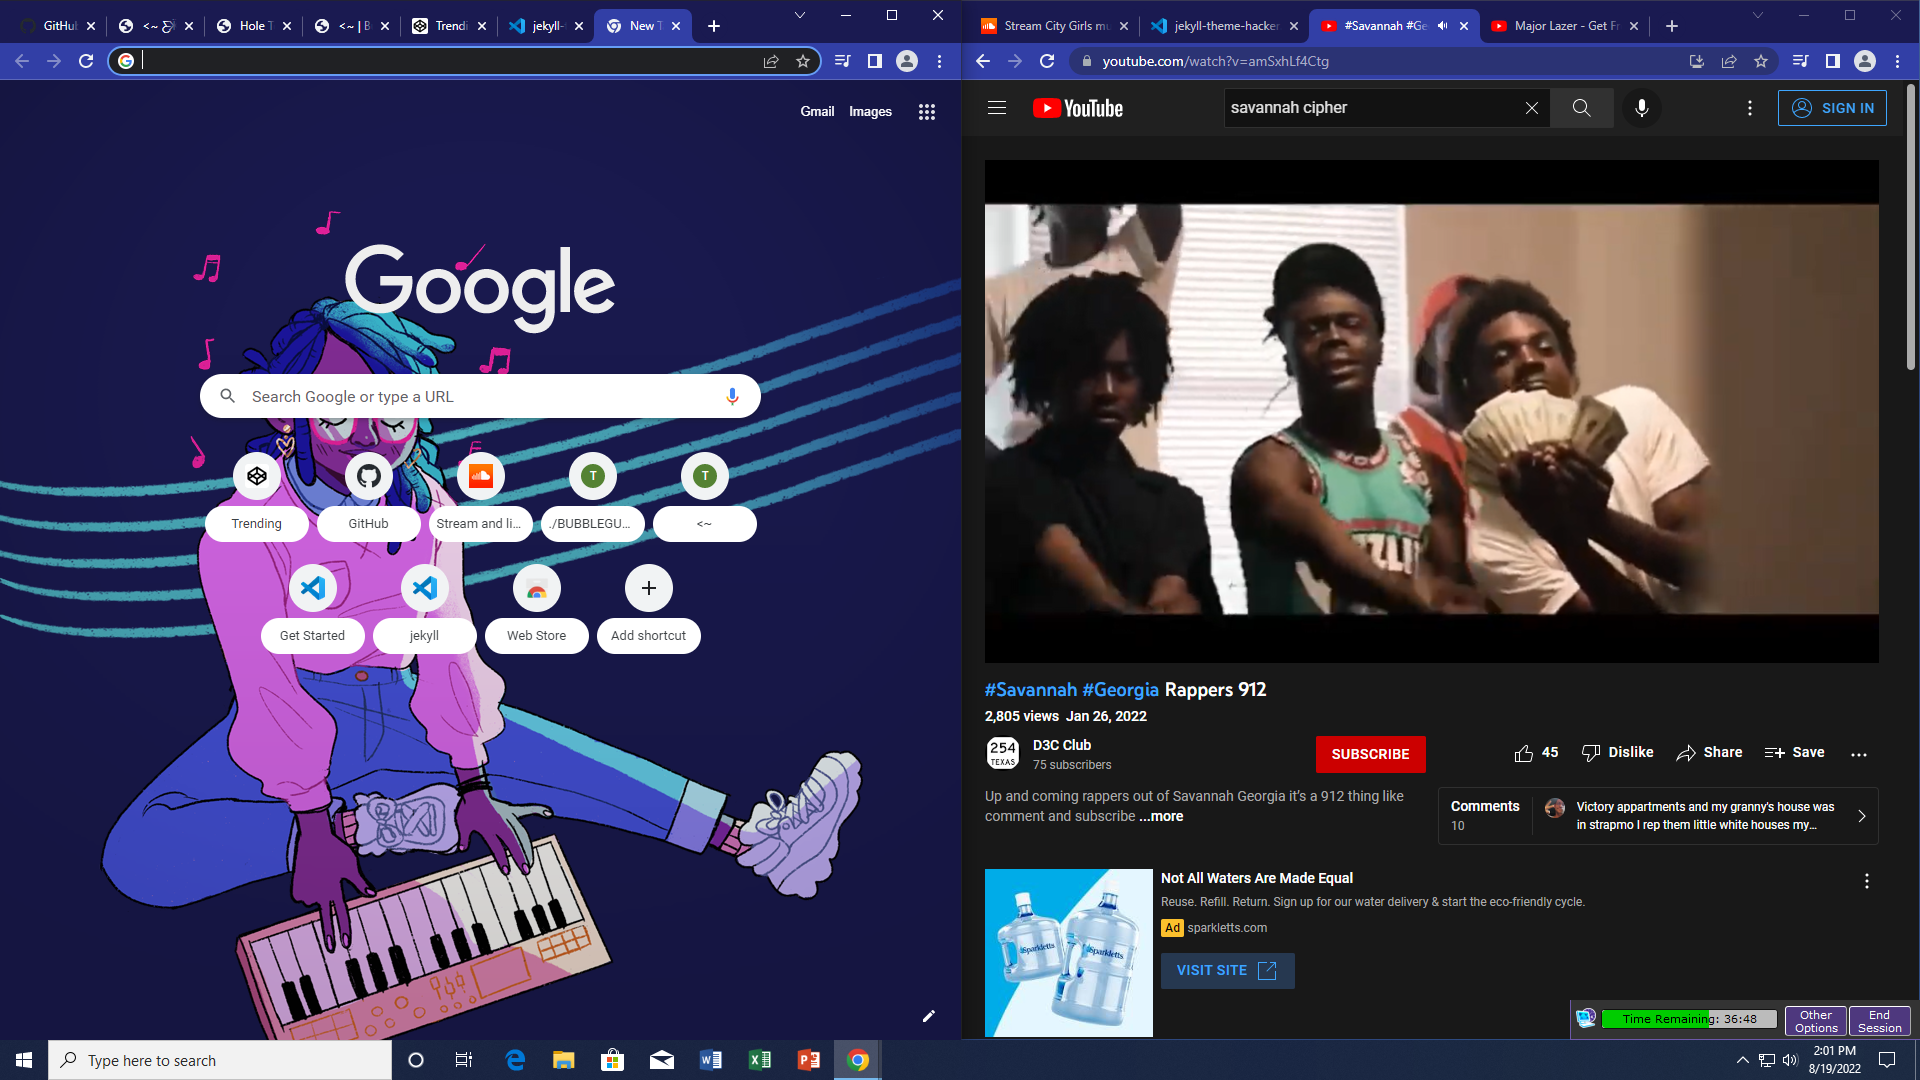 GitHub
<~
Hole T
<~ | B
Trendi
jekyll-
New T
Gmail
Images
Google
Search Google or type a URL
Trending
GitHub
Stream and li...
./BUBBLEGU...
<~
T
T
Get Started
jekyll
Web Store
Add shortcut
Stream City Girls mu
jekyll-theme-hacker
#Savannah #Ge
Major Lazer - Get Fr
youtube.com/watch?v=amSxhLf4Ctg
YouTube
savannah cipher
SIGN IN
#Savannah #Georgia Rappers 912
2,805 views Jan 26, 2022
254
TEXAS
D3C Club
75 subscribers
SUBSCRIBE
45
Dislike
Share
Save
Up and coming rappers out of Savannah Georgia it's a 912 thing like
comment and subscribe ...more
Comments
10
Victory appartments and my granny's house was
in strapmo I rep them little white houses my...
Sparkletts
Sparkletts
Not All Waters Are Made Equal
Reuse. Refill. Return. Sign up for our water delivery & start the eco-friendly cycle.
Ad sparkletts.com
VISIT SITE
Time Remaining: 36:48
Other
Options
End
Session
Type here to search
2:01 PM
8/19/2022